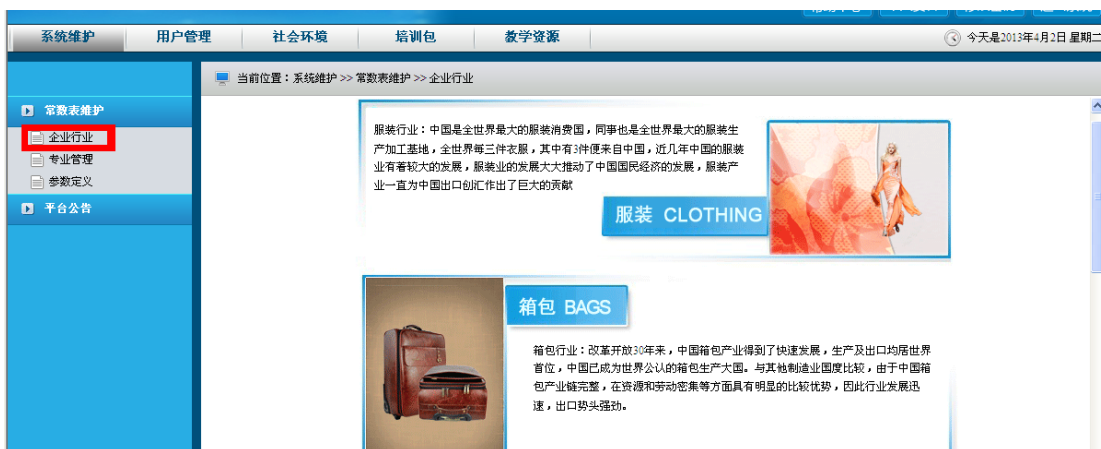 系统维护 用户管理 社会环境 培训包 教学资源
今天是2013年4月2日 星期二
当前位置：系统维护 >> 常数表维护 >> 企业行业
常数表维护
企业行业
专业管理
参数定义
平台公告
服装行业：中国是全世界最大的服装消费国，同事也是全世界最大的服装生
产加工基地，全世界每三件衣服，其中有3件便来自中国，近几年中国的服装
业有着较大的发展，服装业的发展大大推动了中国国民经济的发展，服装产
业一直为中国出口创汇作出了巨大的贡献
服装 CLOTHING
箱包 BAGS
箱包行业：改革开放30年来，中国箱包产业得到了快速发展，生产及出口均居世界
首位，中国已成为世界公认的箱包生产大国。与其他制造业国度比较，由于中国箱
包产业链完整，在资源和劳动密集等方面具有明显的比较优势，因此行业发展迅
速，出口势头强劲。